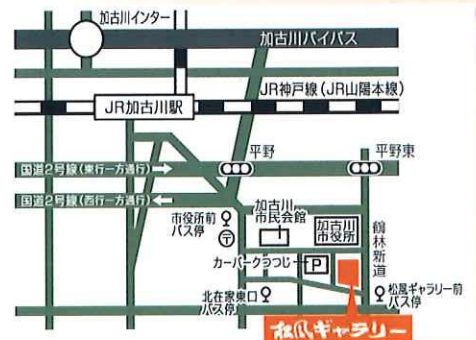 加古川インター
加古川バイパス
JR神戸線(JR山陽本線)
JR加古川駅
平野
平野東
国道2号線(東行一方通行)→
国道2号線(西行一方通行)←
市役所前
バス停
加古川
市民会館
加古川
市役所
鶴林新道
カーパークつつじ
P
北在家東口
バス停
松風ギャラリー前
バス停
松風ギャラリー